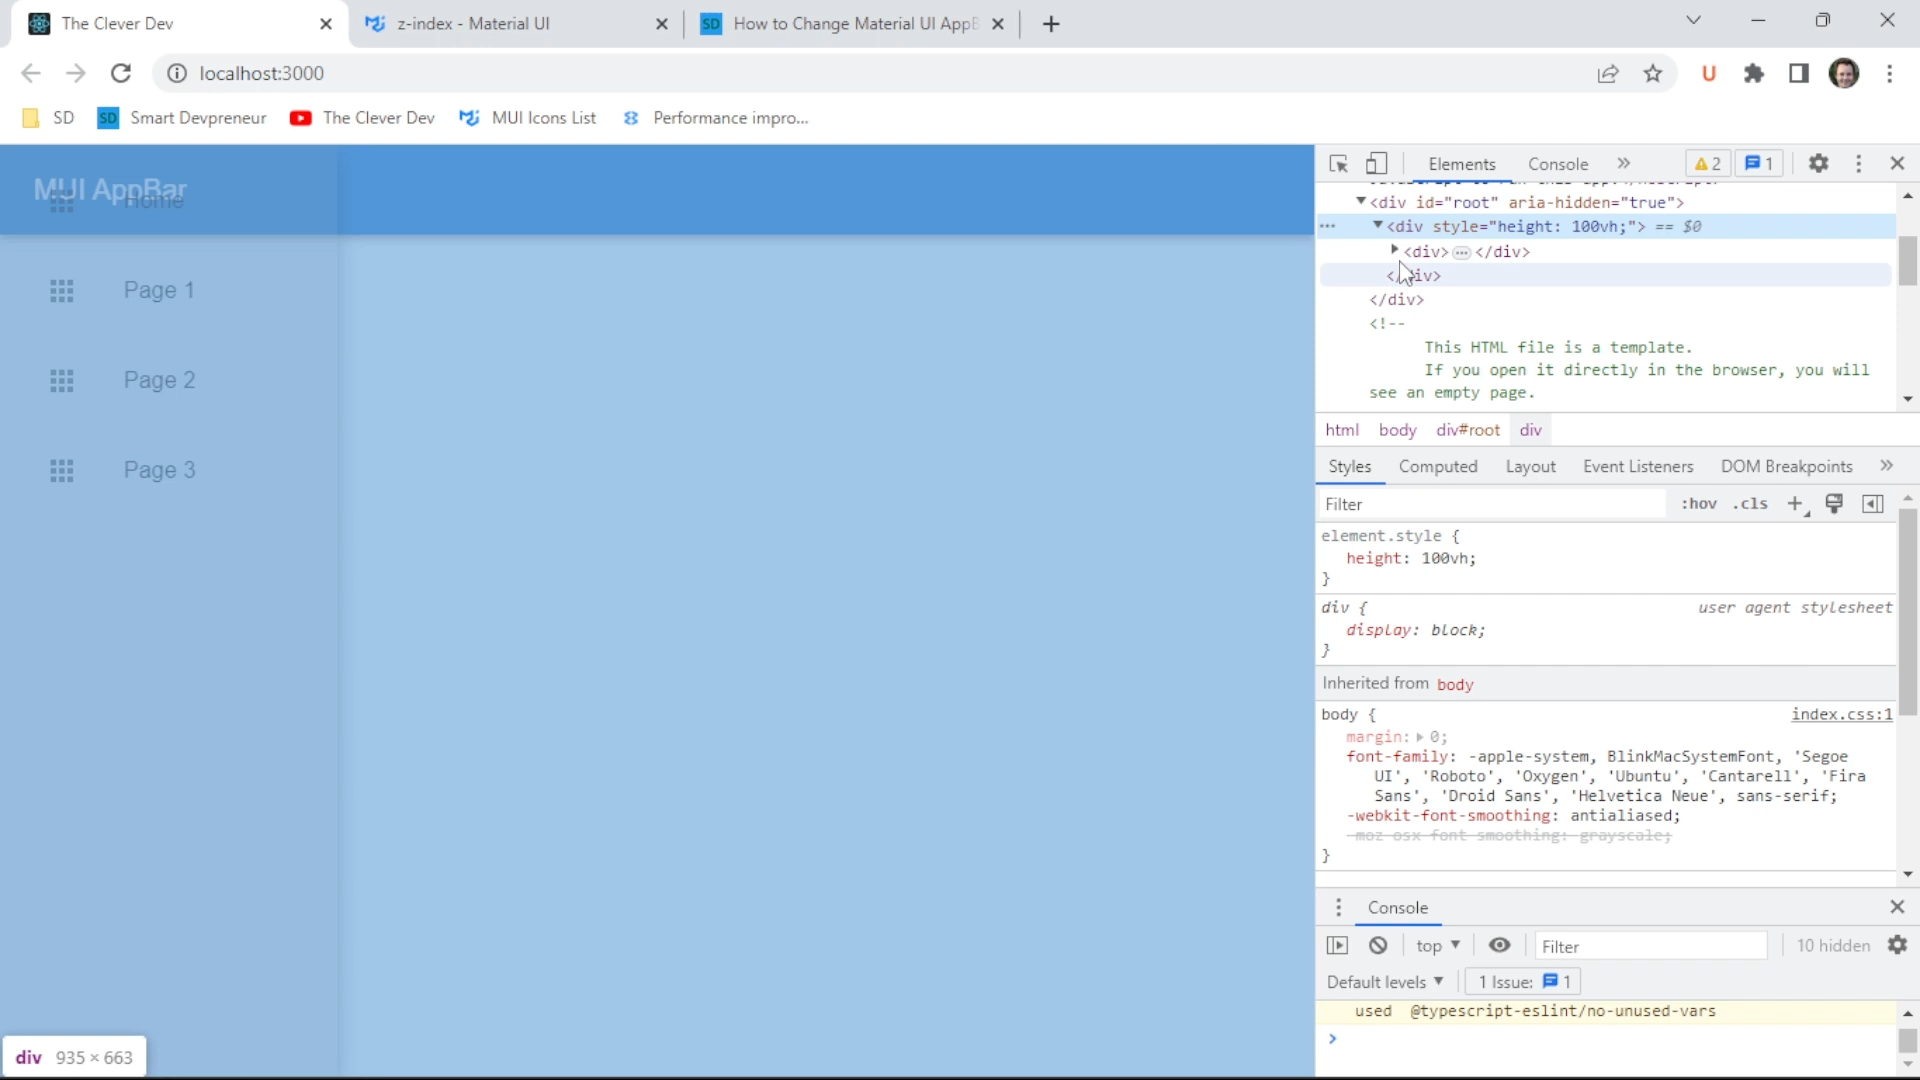 The Clever Dev
z-index - Material UI
SD How to Change Material UI AppB
localhost:3000
U
SD
SD Smart Devpreneur
The Clever Dev
MUI Icons List
Performance impro...
MUI AppBar
Home
Page 1
Page 2
Page 3
div 935 × 663
Elements Console » 2 1
<div id="root" aria-hidden="true">
··· <div style="height: 100vh;"> == $0
<div> ··· </div>
</div>
</div>
<!--
This HTML file is a template.
If you open it directly in the browser, you will
see an empty page.
html body div#root div
Styles Computed Layout Event Listeners DOM Breakpoints »
Filter :hov .cls +
element.style {
height: 100vh;
}
div { user agent stylesheet
display: block;
}
Inherited from body
body { index.css:1
margin: 0;
font-family: -apple-system, BlinkMacSystemFont, 'Segoe
UI', 'Roboto', 'Oxygen', 'Ubuntu', 'Cantarell', 'Fira
Sans', 'Droid Sans', 'Helvetica Neue', sans-serif;
-webkit-font-smoothing: antialiased;
-moz-osx-font-smoothing: grayscale;
}
Console
top Filter 10 hidden
Default levels 1 Issue: 1
used @typescript-eslint/no-unused-vars
>